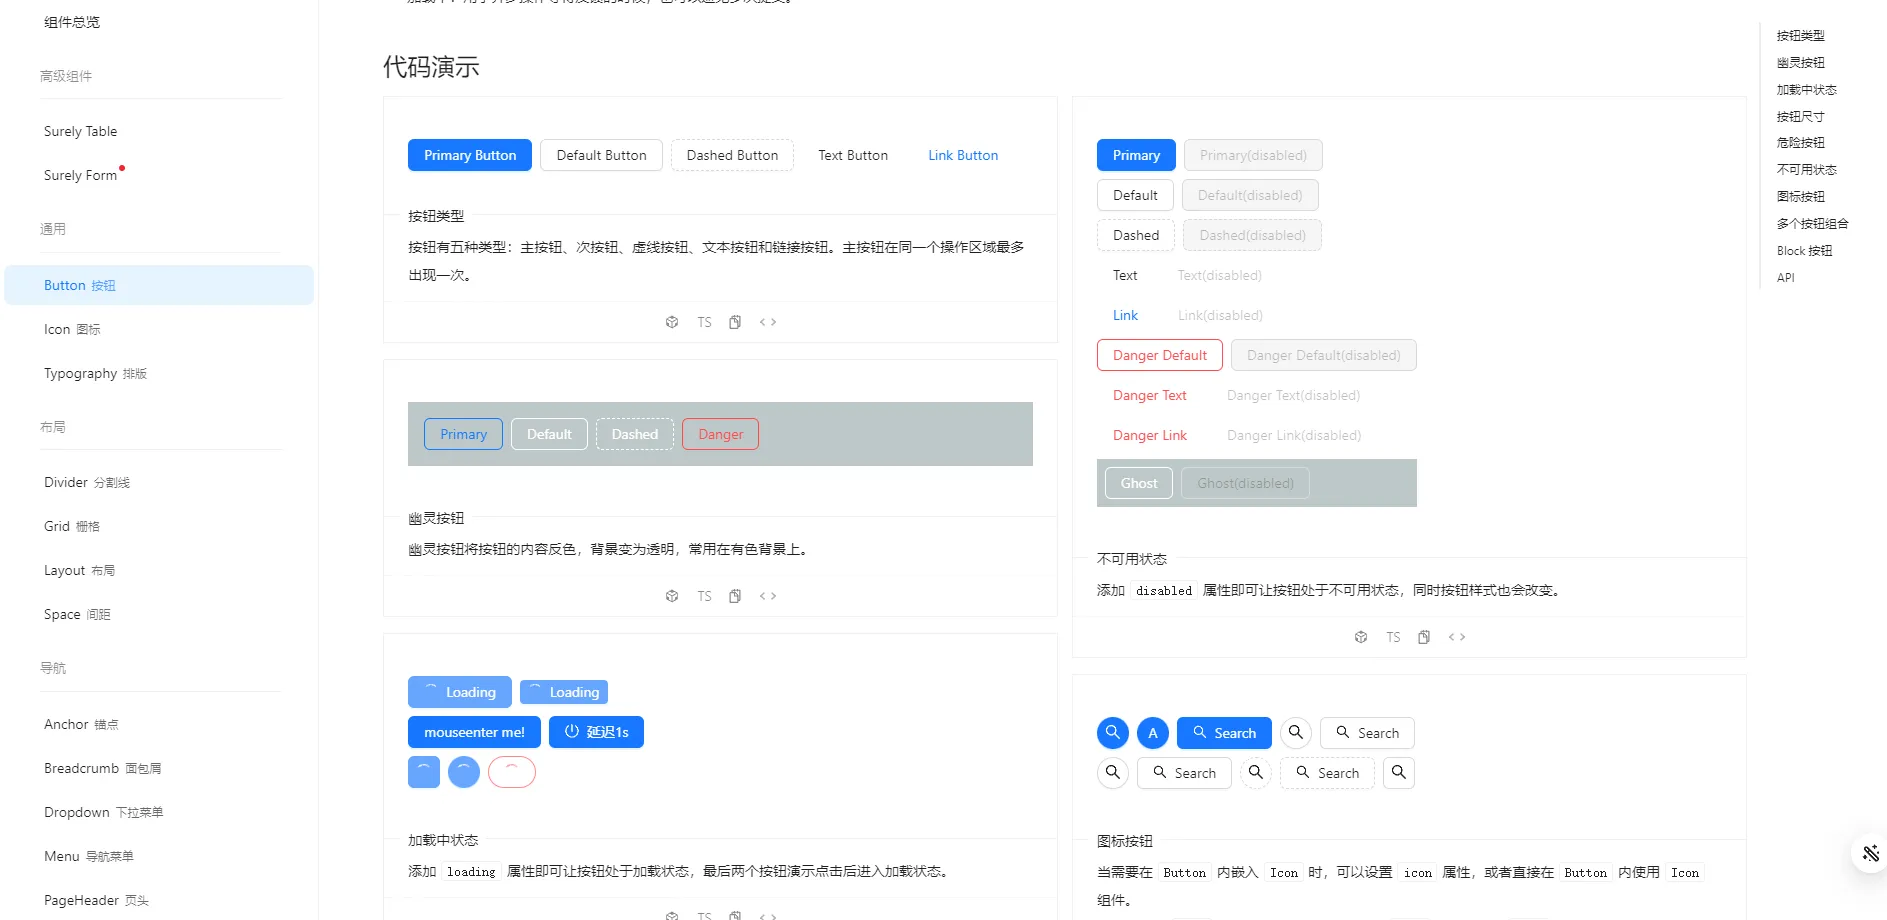 组件总览
高级组件
Surely Table
Surely Form
通用
Button 按钮
Icon 图标
Typography 排版
布局
Divider 分割线
Grid 栅格
Layout 布局
Space 间距
导航
Anchor 锚点
Breadcrumb 面包屑
Dropdown 下拉菜单
Menu 导航菜单
PageHeader 页头
代码演示
Primary Button Default Button Dashed Button Text Button Link Button
按钮类型
按钮有五种类型：主按钮、次按钮、虚线按钮、文本按钮和链接按钮。主按钮在同一个操作区域最多
出现一次。
TS
Primary Default Dashed Danger
幽灵按钮
幽灵按钮将按钮的内容反色，背景变为透明，常用在有色背景上。
TS
Loading Loading
mouseenter me! 延迟1s
加载中状态
添加 loading 属性即可让按钮处于加载状态，最后两个按钮演示点击后进入加载状态。
TS
Primary Primary(disabled)
Default Default(disabled)
Dashed Dashed(disabled)
Text Text(disabled)
Link Link(disabled)
Danger Default Danger Default(disabled)
Danger Text Danger Text(disabled)
Danger Link Danger Link(disabled)
Ghost Ghost(disabled)
不可用状态
添加 disabled 属性即可让按钮处于不可用状态，同时按钮样式也会改变。
TS
A Search Search
Search Search
图标按钮
当需要在 Button 内嵌入 Icon 时，可以设置 icon 属性，或者直接在 Button 内使用 Icon
组件。
按钮类型
幽灵按钮
加载中状态
按钮尺寸
危险按钮
不可用状态
图标按钮
多个按钮组合
Block 按钮
API